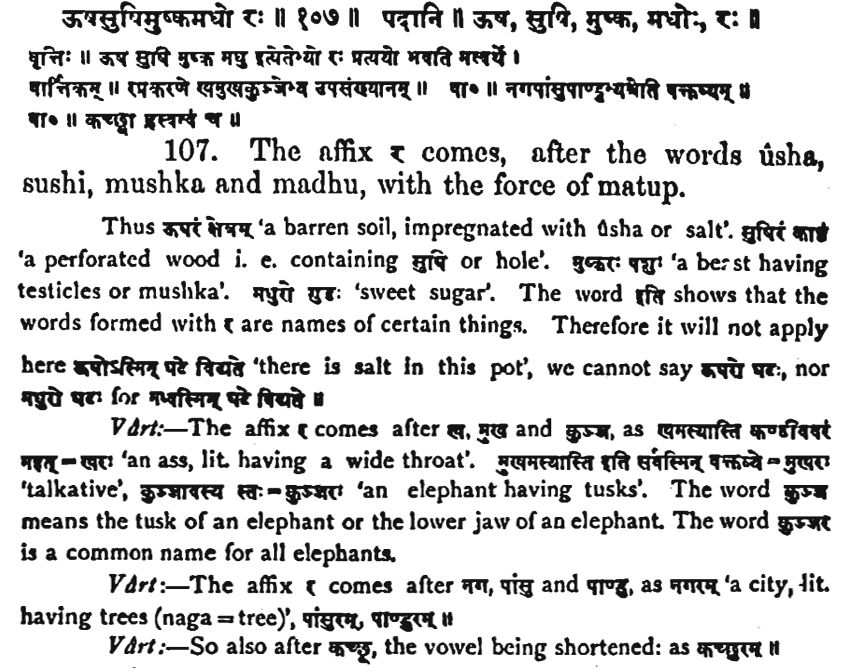 ऊषसुषिमुष्कमधो रः ॥ १०७ ॥ पदानि ॥ ऊष, सुषि, मुष्क, मधोः, रः ॥
वृत्तिः ॥ ऊष सुषि मुष्क मधु इत्येतेभ्यो रः प्रत्ययो भवति मत्वर्थे ।
वार्त्तिकम् ॥ रप्रकरणे खमुखकुञ्जेभ्य उपसंख्यानम् ॥ वा० ॥ नगपांसुपाण्डुभ्यश्चेति वक्तव्यम् ॥
वा० ॥ कच्छ्वा ह्रस्वत्वं च ॥
107. The affix र comes, after the words ûsha,
sushi, mushka and madhu, with the force of matup.
Thus ऊषरं क्षेत्रम् 'a barren soil, impregnated with ûsha or salt'. सुषिरं काष्ठं
'a perforated wood i. e. containing सुषि or hole'. मुष्करः पशुः 'a beast having
testicles or mushka'. मधुरो गुडः 'sweet sugar'. The word इति shows that the
words formed with र are names of certain things. Therefore it will not apply
here ऊषोऽस्मिन् घटे विद्यते 'there is salt in this pot', we cannot say ऊषरो घटः, nor
मधुरो घटः for मध्वस्मिन् घटे विद्यते ॥
Vârt:—The affix र comes after ख, मुख and कुञ्ज, as खमस्यास्ति कण्ठविवरं
महत् = खरः 'an ass, lit. having a wide throat'. मुखमस्यास्ति इति सर्वस्मिन् वक्तव्ये = मुखरः
'talkative', कुञ्जावस्य स्तः = कुञ्जरः 'an elephant having tusks'. The word कुञ्ज
means the tusk of an elephant or the lower jaw of an elephant. The word कुञ्जर
is a common name for all elephants.
Vârt:—The affix र comes after नग, पांसु and पाण्डु, as नगरम् 'a city, lit.
having trees (naga = tree)', पांसुरम्, पाण्डुरम् ॥
Vârt:—So also after कच्छू, the vowel being shortened: as कच्छुरम् ॥